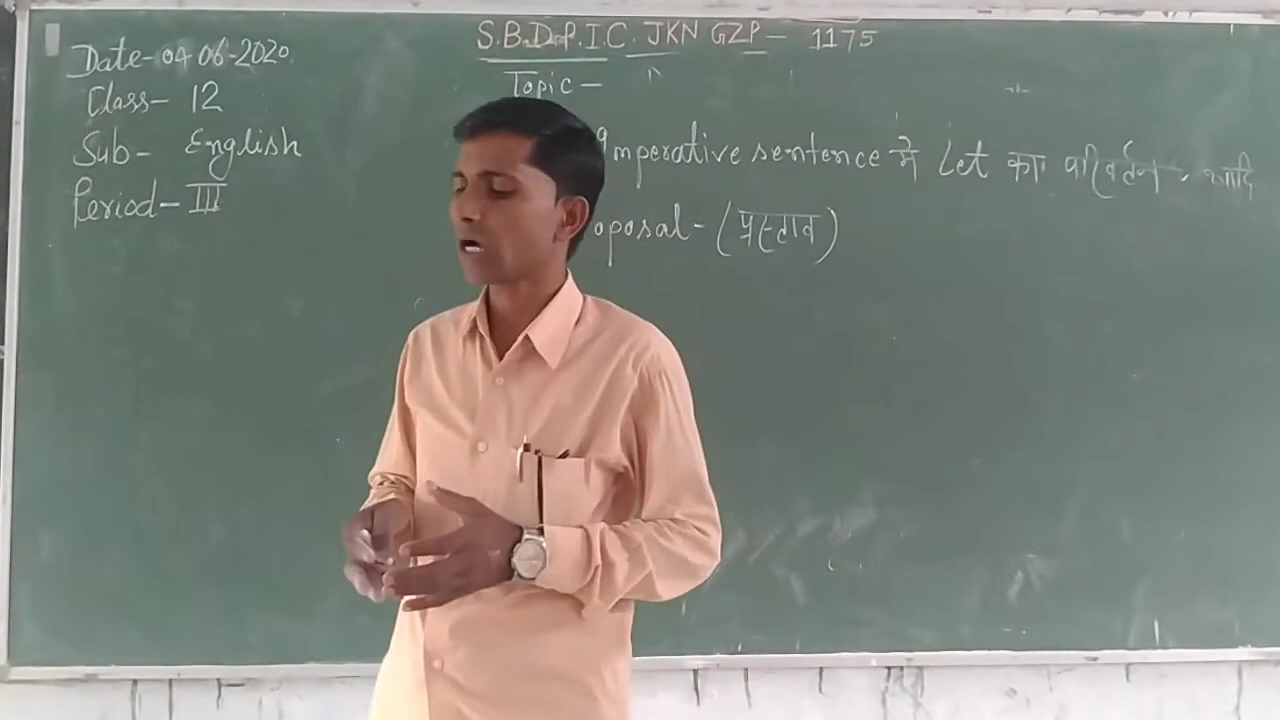 S.B.D.P.I.C. JKN GZP - 1175
Date - 04-06-2020
Class - 12
Sub - English
Period - III
Topic -
Imperative sentence में Let का परिवर्तन, आदि
oposal - (प्रस्ताव)